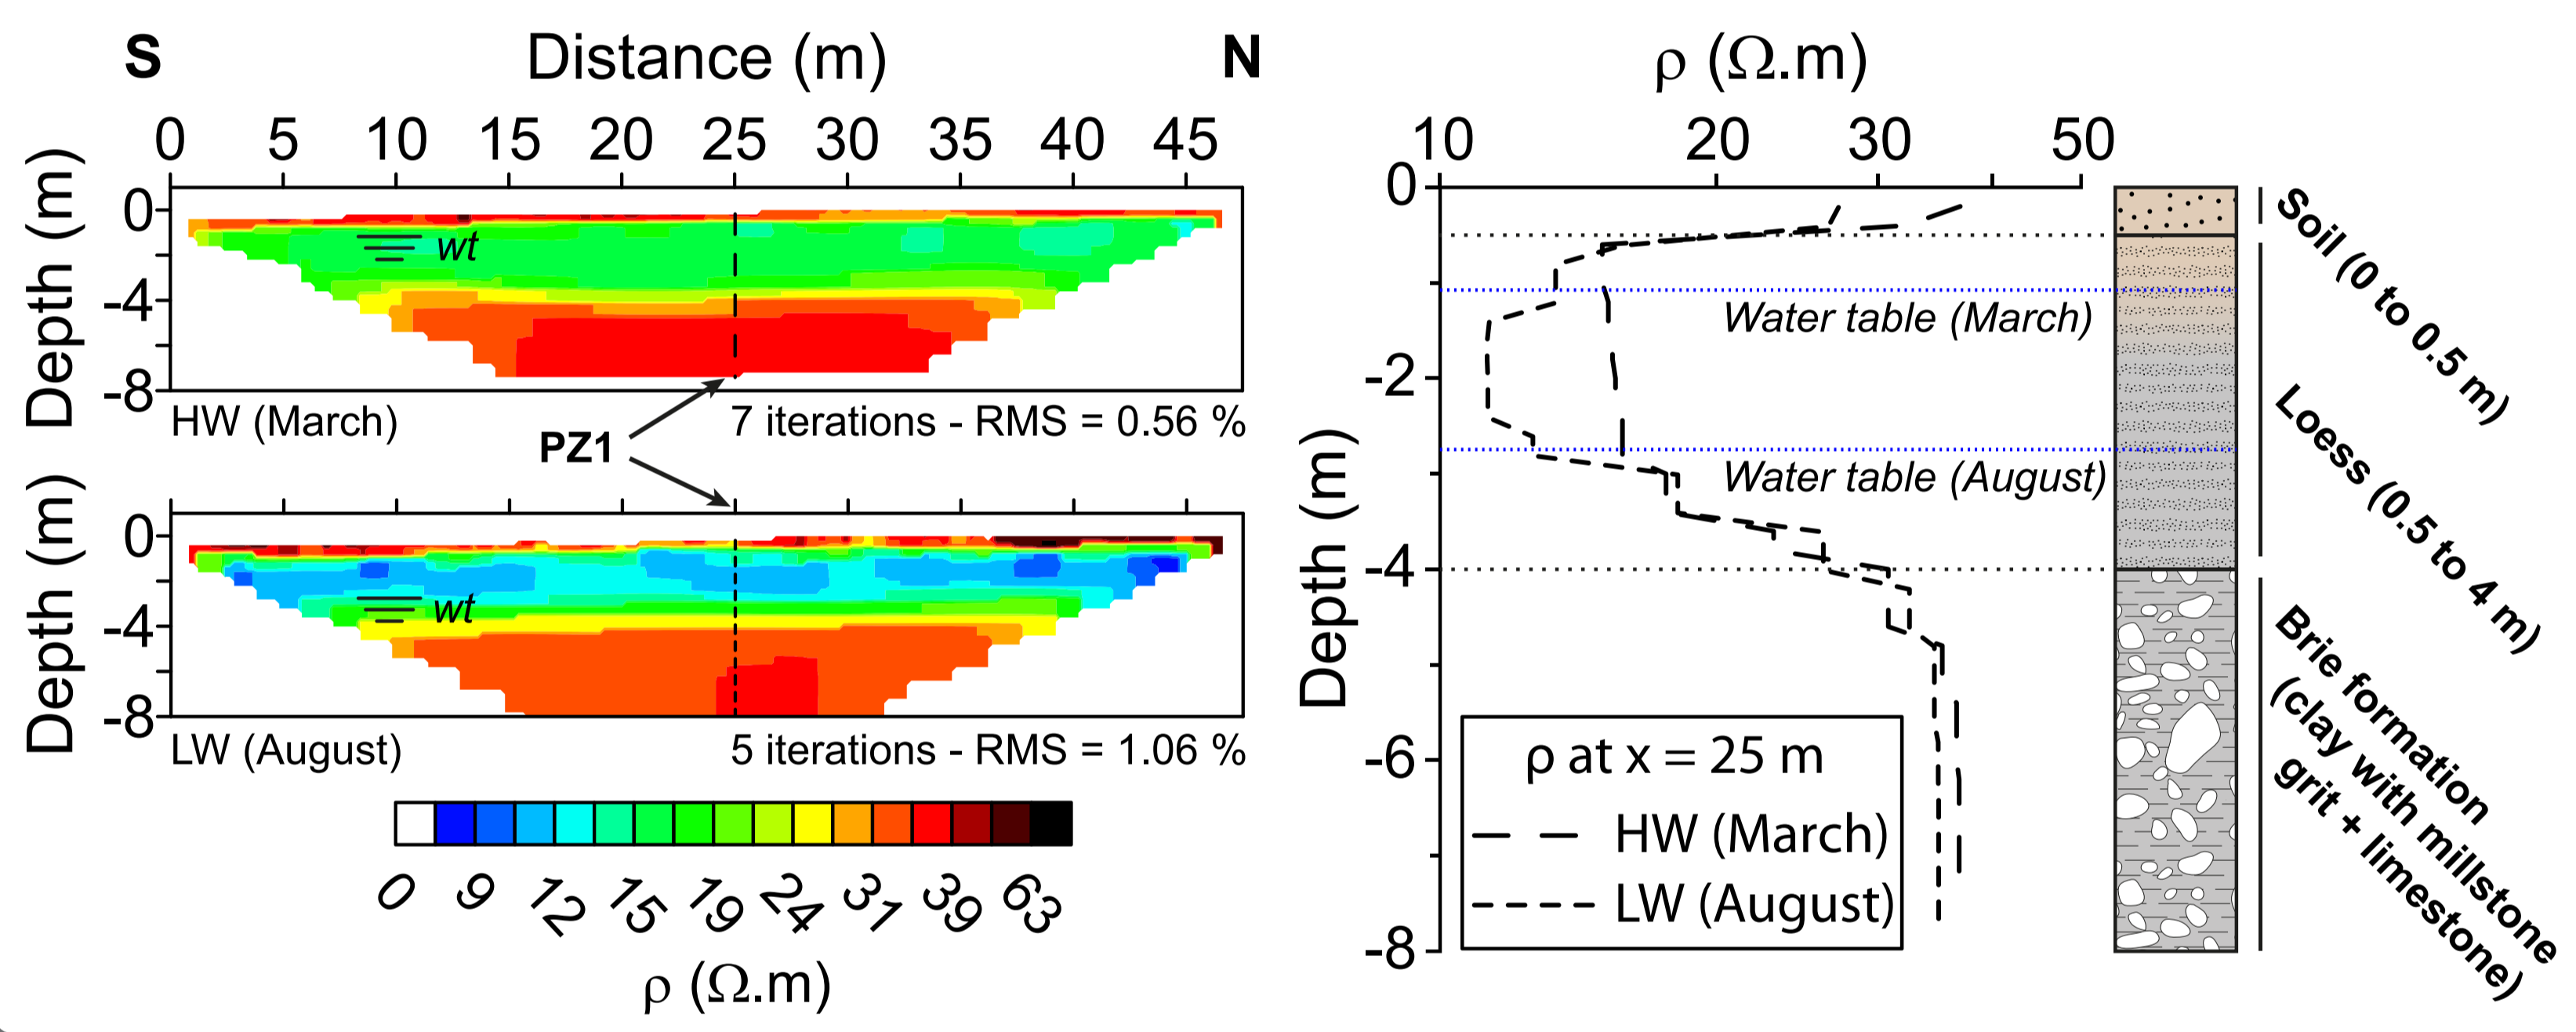 S
Distance (m)
N
0 5 10 15 20 25 30 35 40 45
Depth (m)
0
-4
-8
wt
HW (March)
7 iterations - RMS = 0.56 %
PZ1
Depth (m)
0
-4
-8
wt
LW (August)
5 iterations - RMS = 1.06 %
0 9 12 15 19 24 31 39 63
ρ (Ω.m)
ρ (Ω.m)
10 20 30 50
Depth (m)
0
-2
-4
-6
-8
Water table (March)
Water table (August)
ρ at x = 25 m
HW (March)
LW (August)
Soil (0 to 0.5 m)
Loess (0.5 to 4 m)
Brie formation
(clay with millstone
grit + limestone)